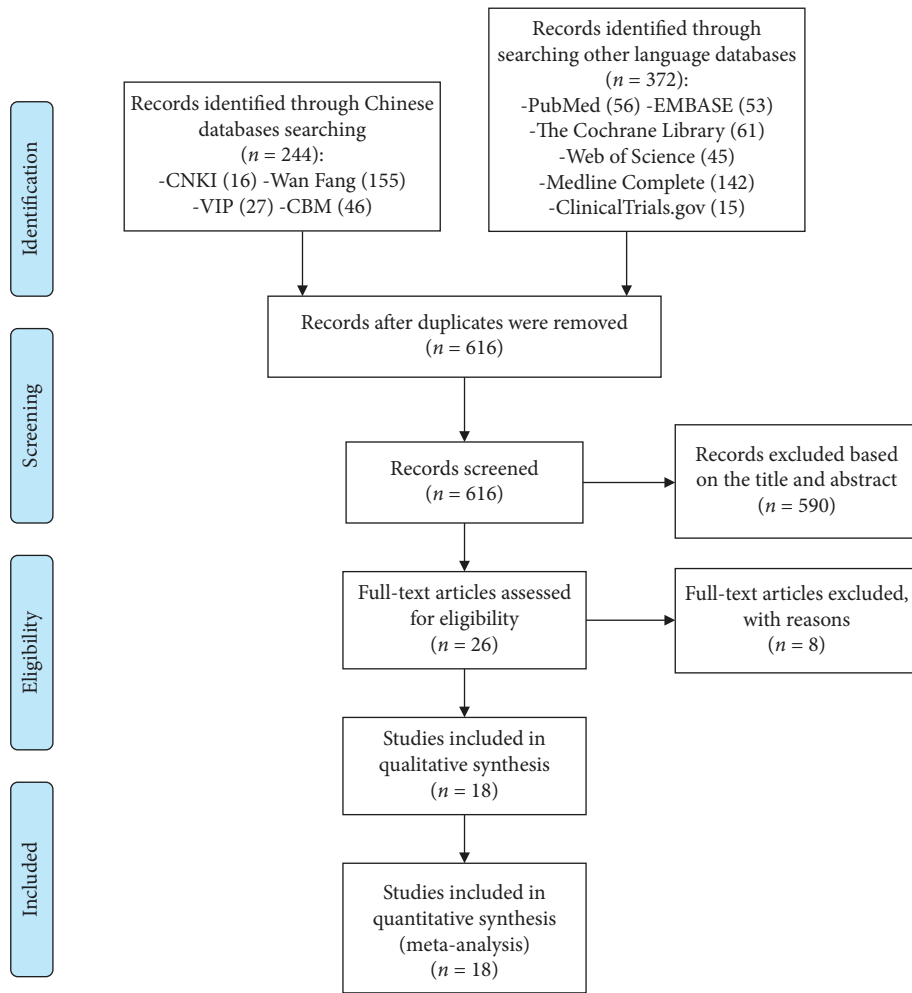 Identification
Screening
Eligibility
Included
Records identified through Chinese
databases searching
(n = 244):
-CNKI (16) -Wan Fang (155)
-VIP (27) -CBM (46)
Records identified through
searching other language databases
(n = 372):
-PubMed (56) -EMBASE (53)
-The Cochrane Library (61)
-Web of Science (45)
-Medline Complete (142)
-ClinicalTrials.gov (15)
Records after duplicates were removed
(n = 616)
Records screened
(n = 616)
Records excluded based
on the title and abstract
(n = 590)
Full-text articles assessed
for eligibility
(n = 26)
Full-text articles excluded,
with reasons
(n = 8)
Studies included in
qualitative synthesis
(n = 18)
Studies included in
quantitative synthesis
(meta-analysis)
(n = 18)